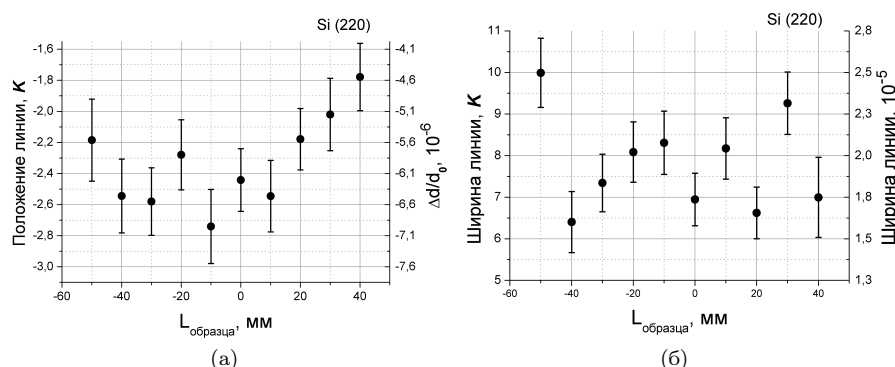 Si (220)
Положение линии, K
-1,6
-1,8
-2,0
-2,2
-2,4
-2,6
-2,8
-3,0
-4,1
-4,6
-5,1
-5,6
-6,1
-6,6
-7,1
-7,6
Δd/d₀, 10⁻⁶
-60 -40 -20 0 20 40
Lобразца, мм
(а)
Si (220)
Ширина линии, K
11
10
9
8
7
6
5
2,8
2,5
2,3
2,0
1,8
1,5
1,3
Ширина линии, 10⁻⁵
-60 -40 -20 0 20 40
Lобразца, мм
(б)